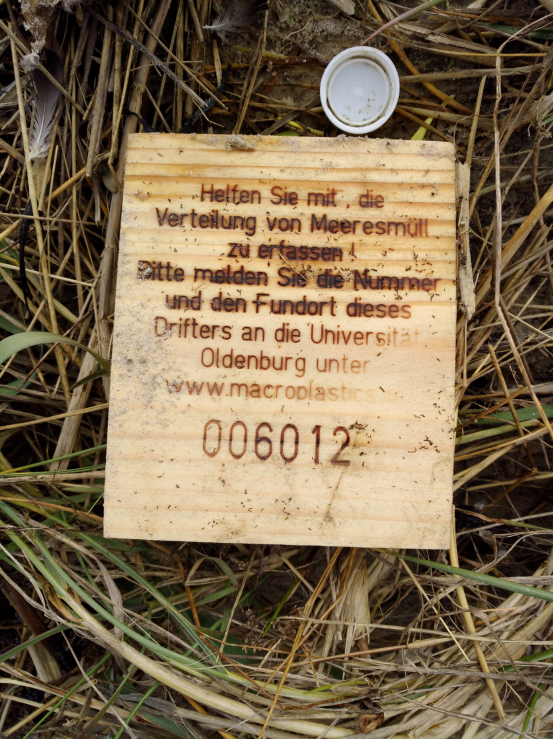 Helfen Sie mit , die
Verteilung von Meeresmüll
zu erfassen !
Bitte melden Sie die Nummer
und den Fundort dieses
Drifters an die Universität
Oldenburg unter
www.macroplastics
006012